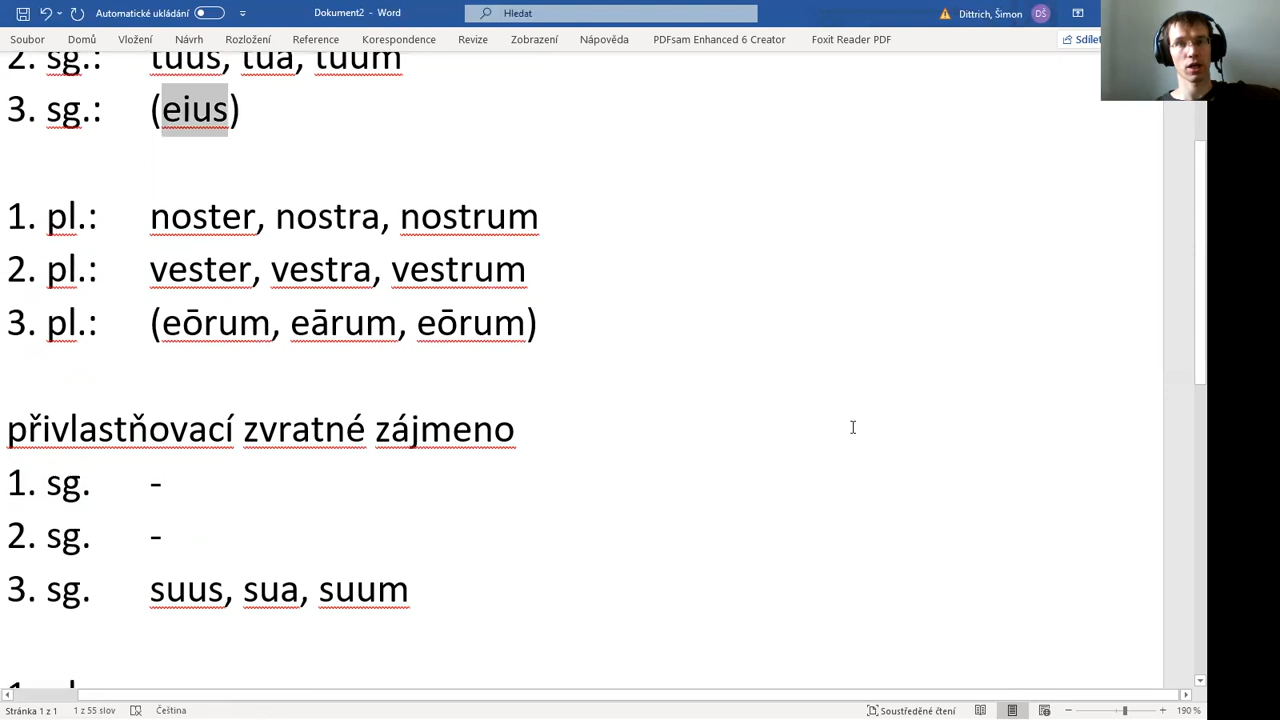 Automatické ukládání
Dokument2 - Word
Hledat
Dittrich, Šimon
DŠ
Soubor
Domů
Vložení
Návrh
Rozložení
Reference
Korespondence
Revize
Zobrazení
Nápověda
PDFsam Enhanced 6 Creator
Foxit Reader PDF
Sdílet
2. sg.: tuus, tua, tuum
3. sg.: (eius)
1. pl.: noster, nostra, nostrum
2. pl.: vester, vestra, vestrum
3. pl.: (eōrum, eārum, eōrum)
přivlastňovací zvratné zájmeno
1. sg. -
2. sg. -
3. sg. suus, sua, suum
Stránka 1 z 1
1 z 55 slov
Čeština
Soustředěné čtení
190 %